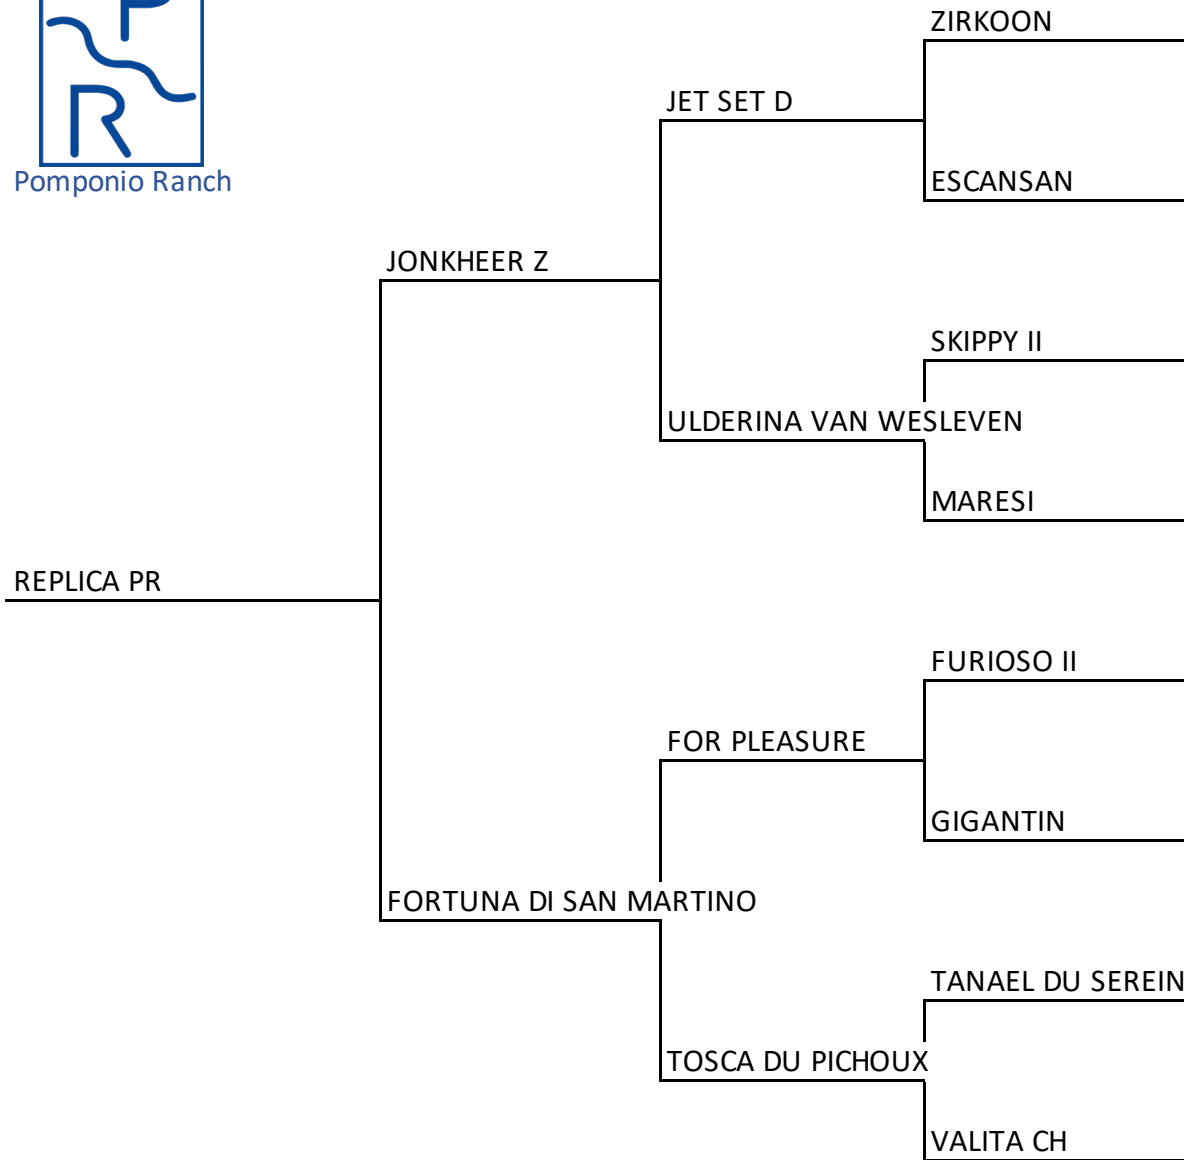 P
R
Pomponio Ranch
ZIRKOON
JET SET D
ESCANSAN
JONKHEER Z
SKIPPY II
ULDERINA VAN WESLEVEN
MARESI
REPLICA PR
FURIOSO II
FOR PLEASURE
GIGANTIN
FORTUNA DI SAN MARTINO
TANAEL DU SEREIN
TOSCA DU PICHOUX
VALITA CH